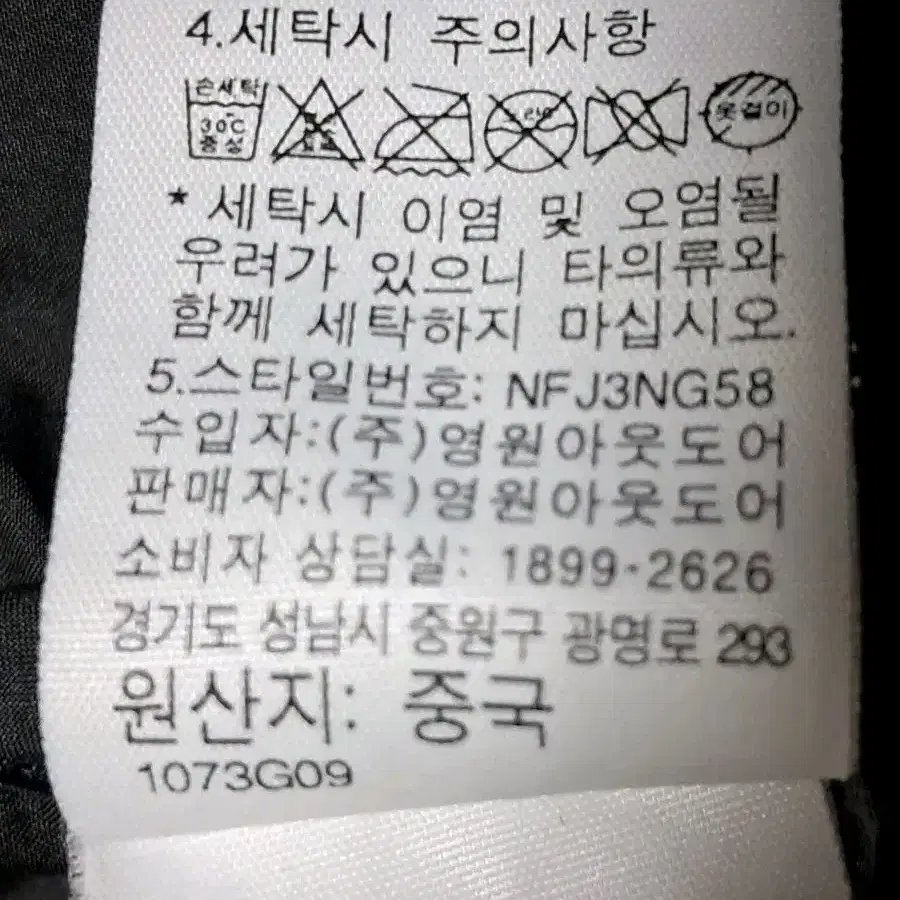 4.세탁시 주의사항
손세탁 30℃ 중성 옷걸이
* 세탁시 이염 및 오염될
우려가 있으니 타의류와
함께 세탁하지 마십시오.
5.스타일번호: NFJ3NG58
수입자:(주)영원아웃도어
판매자:(주)영원아웃도어
소비자 상담실: 1899-2626
경기도 성남시 중원구 광명로 293
원산지: 중국
1073G09